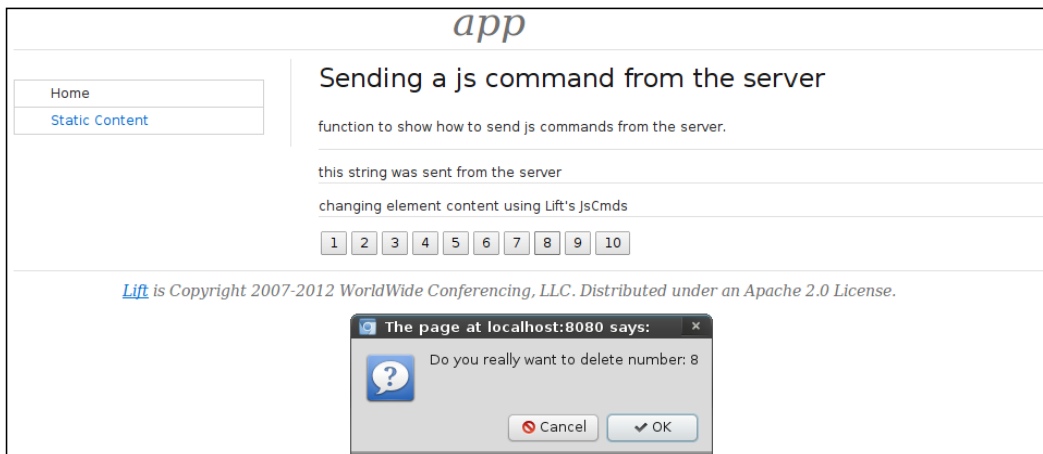 app
Home
Static Content
Sending a js command from the server
function to show how to send js commands from the server.
this string was sent from the server
changing element content using Lift's JsCmds
1 2 3 4 5 6 7 8 9 10
Lift is Copyright 2007-2012 WorldWide Conferencing, LLC. Distributed under an Apache 2.0 License.
The page at localhost:8080 says:
Do you really want to delete number: 8
Cancel OK